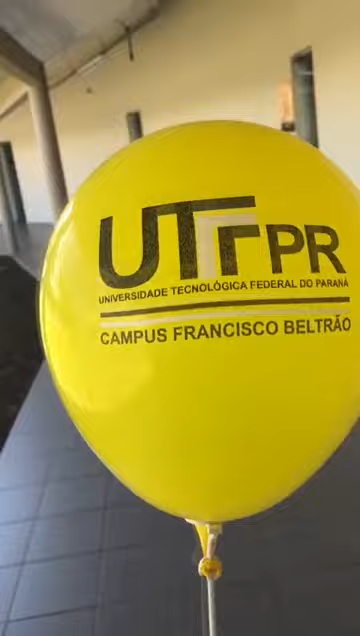 UTFPR
UNIVERSIDADE TECNOLÓGICA FEDERAL DO PARANÁ
CAMPUS FRANCISCO BELTRÃO